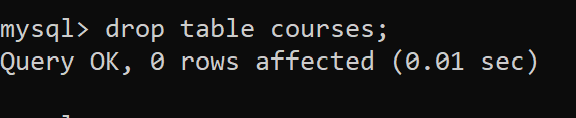 mysql> drop table courses;
Query OK, 0 rows affected (0.01 sec)